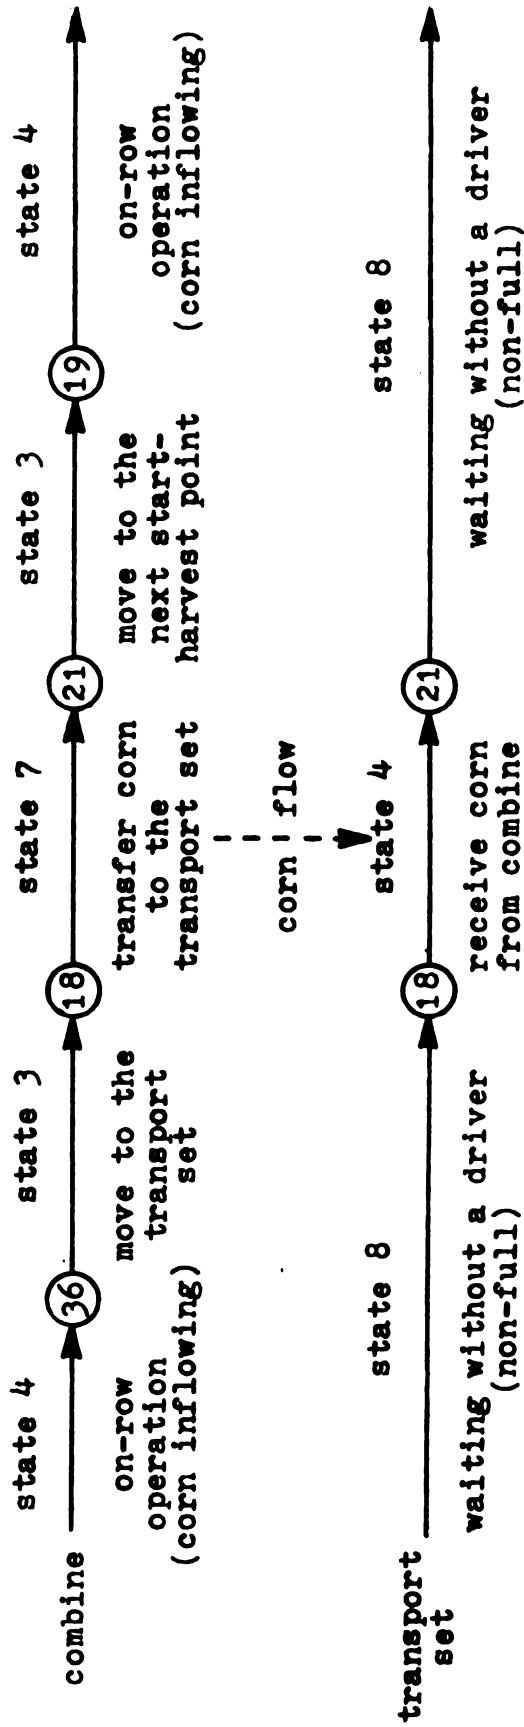 combine
state 4
state 3
state 7
state 3
state 4
36
18
21
19
on-row
operation
(corn inflowing)
move to the
transport
set
transfer corn
to the
transport set
move to the
next start-
harvest point
on-row
operation
(corn inflowing)
corn flow
transport
set
state 8
state 4
state 8
18
21
waiting without a driver
(non-full)
receive corn
from combine
waiting without a driver
(non-full)